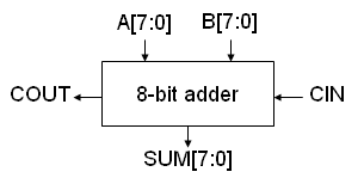 A[7:0] B[7:0]
COUT 8-bit adder CIN
SUM[7:0]